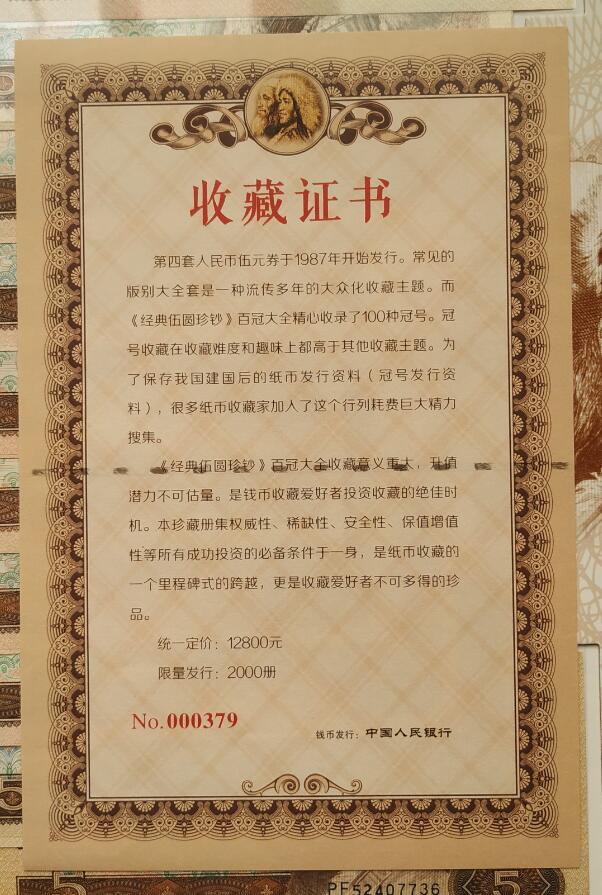 收藏证书
第四套人民币伍元券于1987年开始发行。常见的
版别大全套是一种流传多年的大众化收藏主题。而
《经典伍圆珍钞》百冠大全精心收录了100种冠号。冠
号收藏在收藏难度和趣味上都高于其他收藏主题。为
了保存我国建国后的纸币发行资料（冠号发行资
料），很多纸币收藏家加入了这个行列耗费巨大精力
搜集。
《经典伍圆珍钞》百冠大全收藏意义重大，升值
潜力不可估量。是钱币收藏爱好者投资收藏的绝佳时
机。本珍藏册集权威性、稀缺性、安全性、保值增值
性等所有成功投资的必备条件于一身，是纸币收藏的
一个里程碑式的跨越，更是收藏爱好者不可多得的珍
品。
统一定价：12800元
限量发行：2000册
No.000379
钱币发行：中国人民银行
PF52407736
5
5